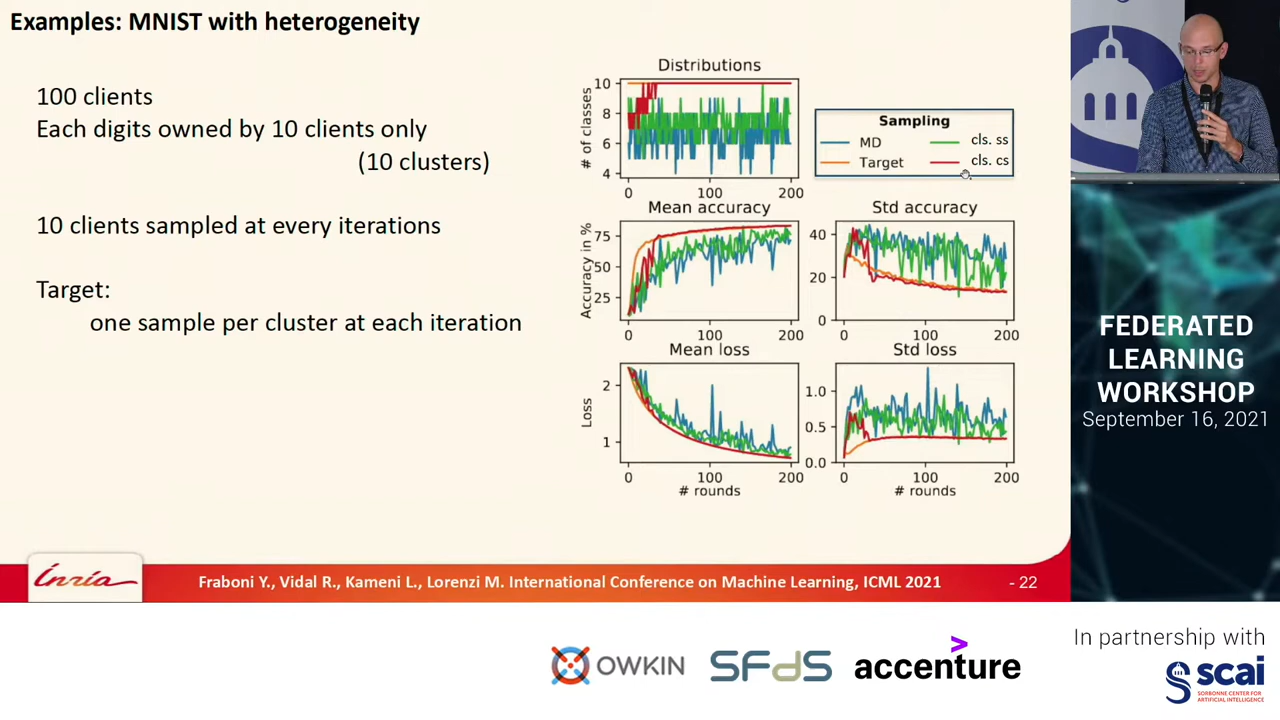 Examples: MNIST with heterogeneity
100 clients
Each digits owned by 10 clients only
(10 clusters)
10 clients sampled at every iterations
Target:
one sample per cluster at each iteration
Distributions
# of classes
10
8
6
4
0 100 200
Sampling
MD cls. ss
Target cls. cs
Mean accuracy
Accuracy in %
75
50
25
0 100 200
Std accuracy
40
20
0
0 100 200
Mean loss
Loss
2
1
0 100 200
# rounds
Std loss
1.0
0.5
0.0
0 100 200
# rounds
Inria
Fraboni Y., Vidal R., Kameni L., Lorenzi M. International Conference on Machine Learning, ICML 2021
- 22
FEDERATED
LEARNING
WORKSHOP
September 16, 2021
OWKIN
SFdS
accenture
In partnership with
scai
SORBONNE CENTER FOR
ARTIFICIAL INTELLIGENCE